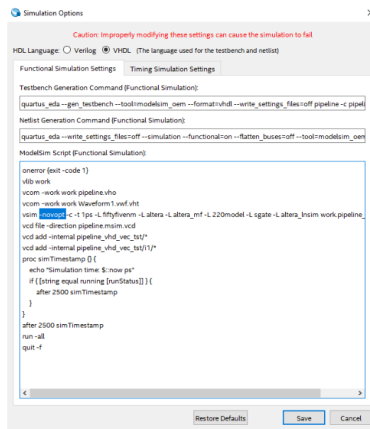 Simulation Options
Caution: Improperly modifying these settings can cause the simulation to fail
HDL Language: Verilog VHDL (The language used for the testbench and netlist)
Functional Simulation Settings Timing Simulation Settings
Testbench Generation Command (Functional Simulation):
quartus_eda --gen_testbench --tool=modelsim_oem --format=vhdl --write_settings_files=off pipeline -c pipeli
Netlist Generation Command (Functional Simulation):
quartus_eda --write_settings_files=off --simulation --functional=on --flatten_buses=off --tool=modelsim_oem
ModelSim Script (Functional Simulation):
onerror {exit -code 1}
vlib work
vcom -work work pipeline.vho
vcom -work work Waveform1.vwf.vht
vsim -novopt -c -t 1ps -L fiftyfivenm -L altera -L altera_mf -L 220model -L sgate -L altera_lnsim work.pipeline_
vcd file -direction pipeline.msim.vcd
vcd add -internal pipeline_vhd_vec_tst/*
vcd add -internal pipeline_vhd_vec_tst/i1/*
proc simTimestamp {} {
echo "Simulation time: $::now ps"
if { [string equal running [runStatus]] } {
after 2500 simTimestamp
}
}
after 2500 simTimestamp
run -all
quit -f
Restore Defaults Save Cancel